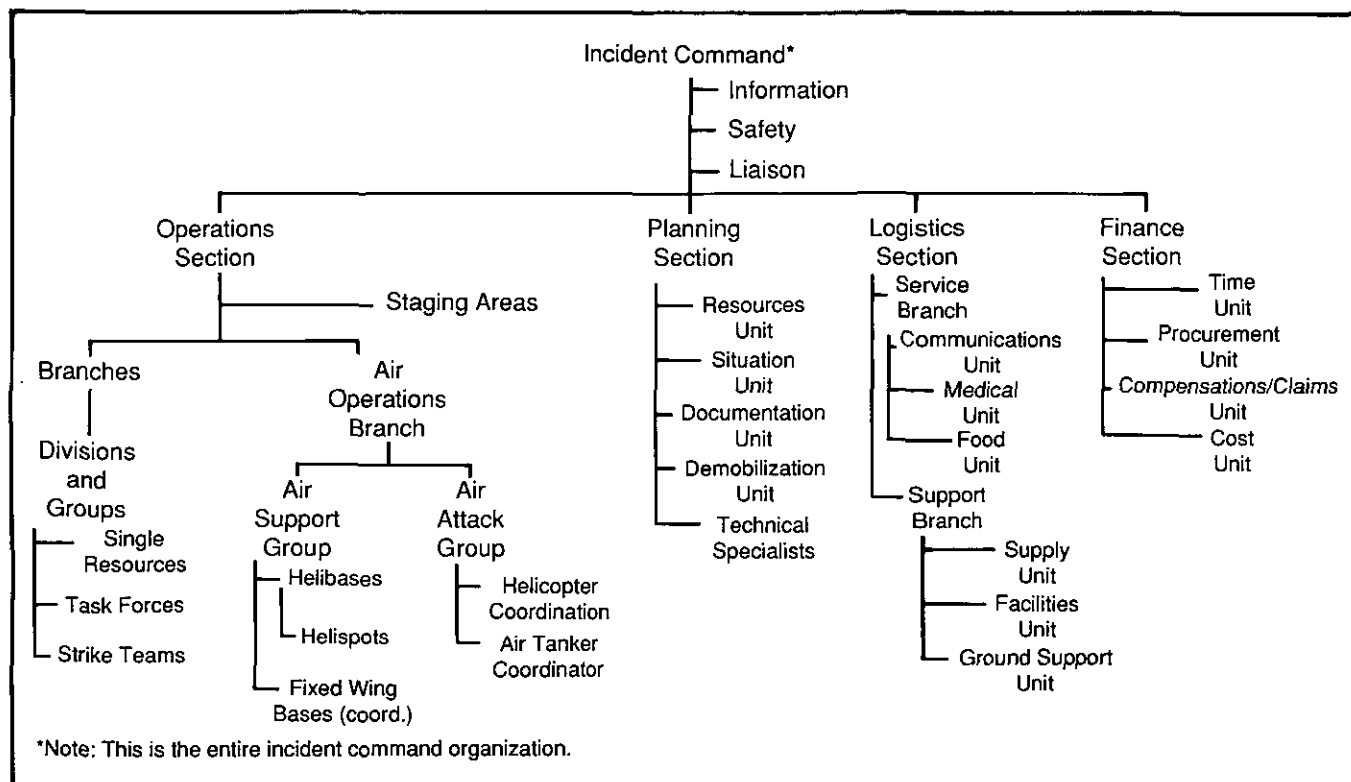 Incident Command*
Information
Safety
Liaison
Operations
Section
Staging Areas
Branches
Divisions
and
Groups
Single
Resources
Task Forces
Strike Teams
Air
Operations
Branch
Air
Support
Group
Helibases
Helispots
Fixed Wing
Bases (coord.)
Air
Attack
Group
Helicopter
Coordination
Air Tanker
Coordinator
Planning
Section
Resources
Unit
Situation
Unit
Documentation
Unit
Demobilization
Unit
Technical
Specialists
Logistics
Section
Service
Branch
Communications
Unit
Medical
Unit
Food
Unit
Support
Branch
Supply
Unit
Facilities
Unit
Ground Support
Unit
Finance
Section
Time
Unit
Procurement
Unit
Compensations/Claims
Unit
Cost
Unit
*Note: This is the entire incident command organization.